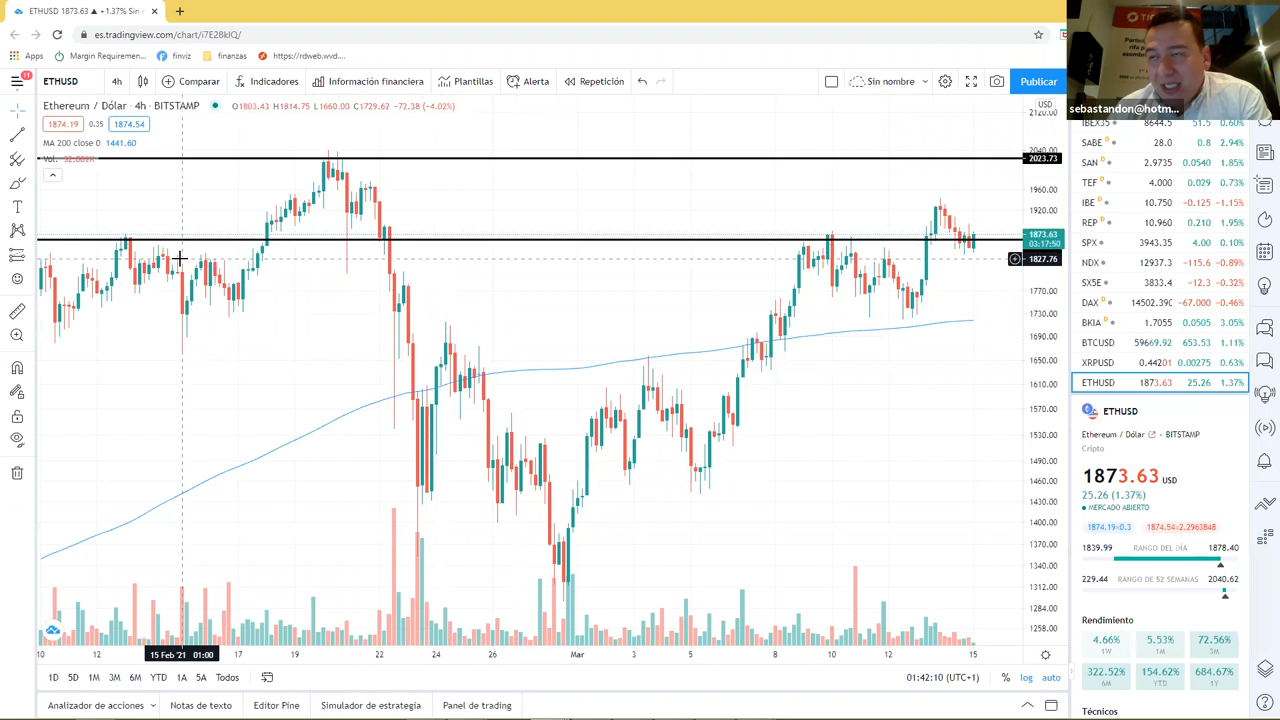 ETHUSD 1873.63 ▲ +1.37% Sin
es.tradingview.com/chart/i7E28kIQ/
Apps
Margin Requiremen...
finviz
finanzas
https://rdweb.wvd....
11
ETHUSD
4h
Comparar
Indicadores
Información financiera
Plantillas
Alerta
Repetición
Sin nombre
Publicar
Ethereum / Dólar · 4h · BITSTAMP
O1803.43 H1814.75 L1660.00 C1729.62 −72.38 (−4.02%)
1874.19 0.35 1874.54
MA 200 close 0 1441.60
Vol.
USD
2120.00
2040.00
2023.73
1960.00
1920.00
1873.63
03:17:50
1827.76
1770.00
1730.00
1690.00
1650.00
1610.00
1570.00
1530.00
1490.00
1460.00
1430.00
1400.00
1370.00
1340.00
1312.00
1284.00
1258.00
10 12 15 Feb '21 01:00 17 19 22 24 26 Mar 3 5 8 10 12 15
1D 5D 1M 3M 6M YTD 1A 5A Todos
01:42:10 (UTC+1)
% log auto
Analizador de acciones
Notas de texto
Editor Pine
Simulador de estrategia
Panel de trading
sebastandon@hotm...
IBEX35 8644.5 51.5 0.60%
SABE D 28.0 0.8 2.94%
SAN D 2.9735 0.0540 1.85%
TEF D 4.000 0.029 0.73%
IBE D 10.750 −0.125 −1.15%
REP D 10.960 0.210 1.95%
SPX 3943.35 4.00 0.10%
NDX 12937.3 −115.6 −0.89%
SX5E 3833.4 −12.3 −0.32%
DAX D 14502.390 −67.000 −0.46%
BKIA D 1.7055 0.0505 3.05%
BTCUSD 59669.92 653.53 1.11%
XRPUSD 0.44201 0.00275 0.63%
ETHUSD 1873.63 25.26 1.37%
ETHUSD
Ethereum / Dólar · BITSTAMP
Cripto
1873.63 USD
25.26 (1.37%)
MERCADO ABIERTO
1874.19×0.3 1874.54×2.2963848
1839.99 RANGO DEL DÍA 1878.40
229.44 RANGO DE 52 SEMANAS 2040.62
Rendimiento
4.66% 5.53% 72.56%
1W 1M 3M
322.52% 154.62% 684.67%
6M YTD 1Y
Técnicos